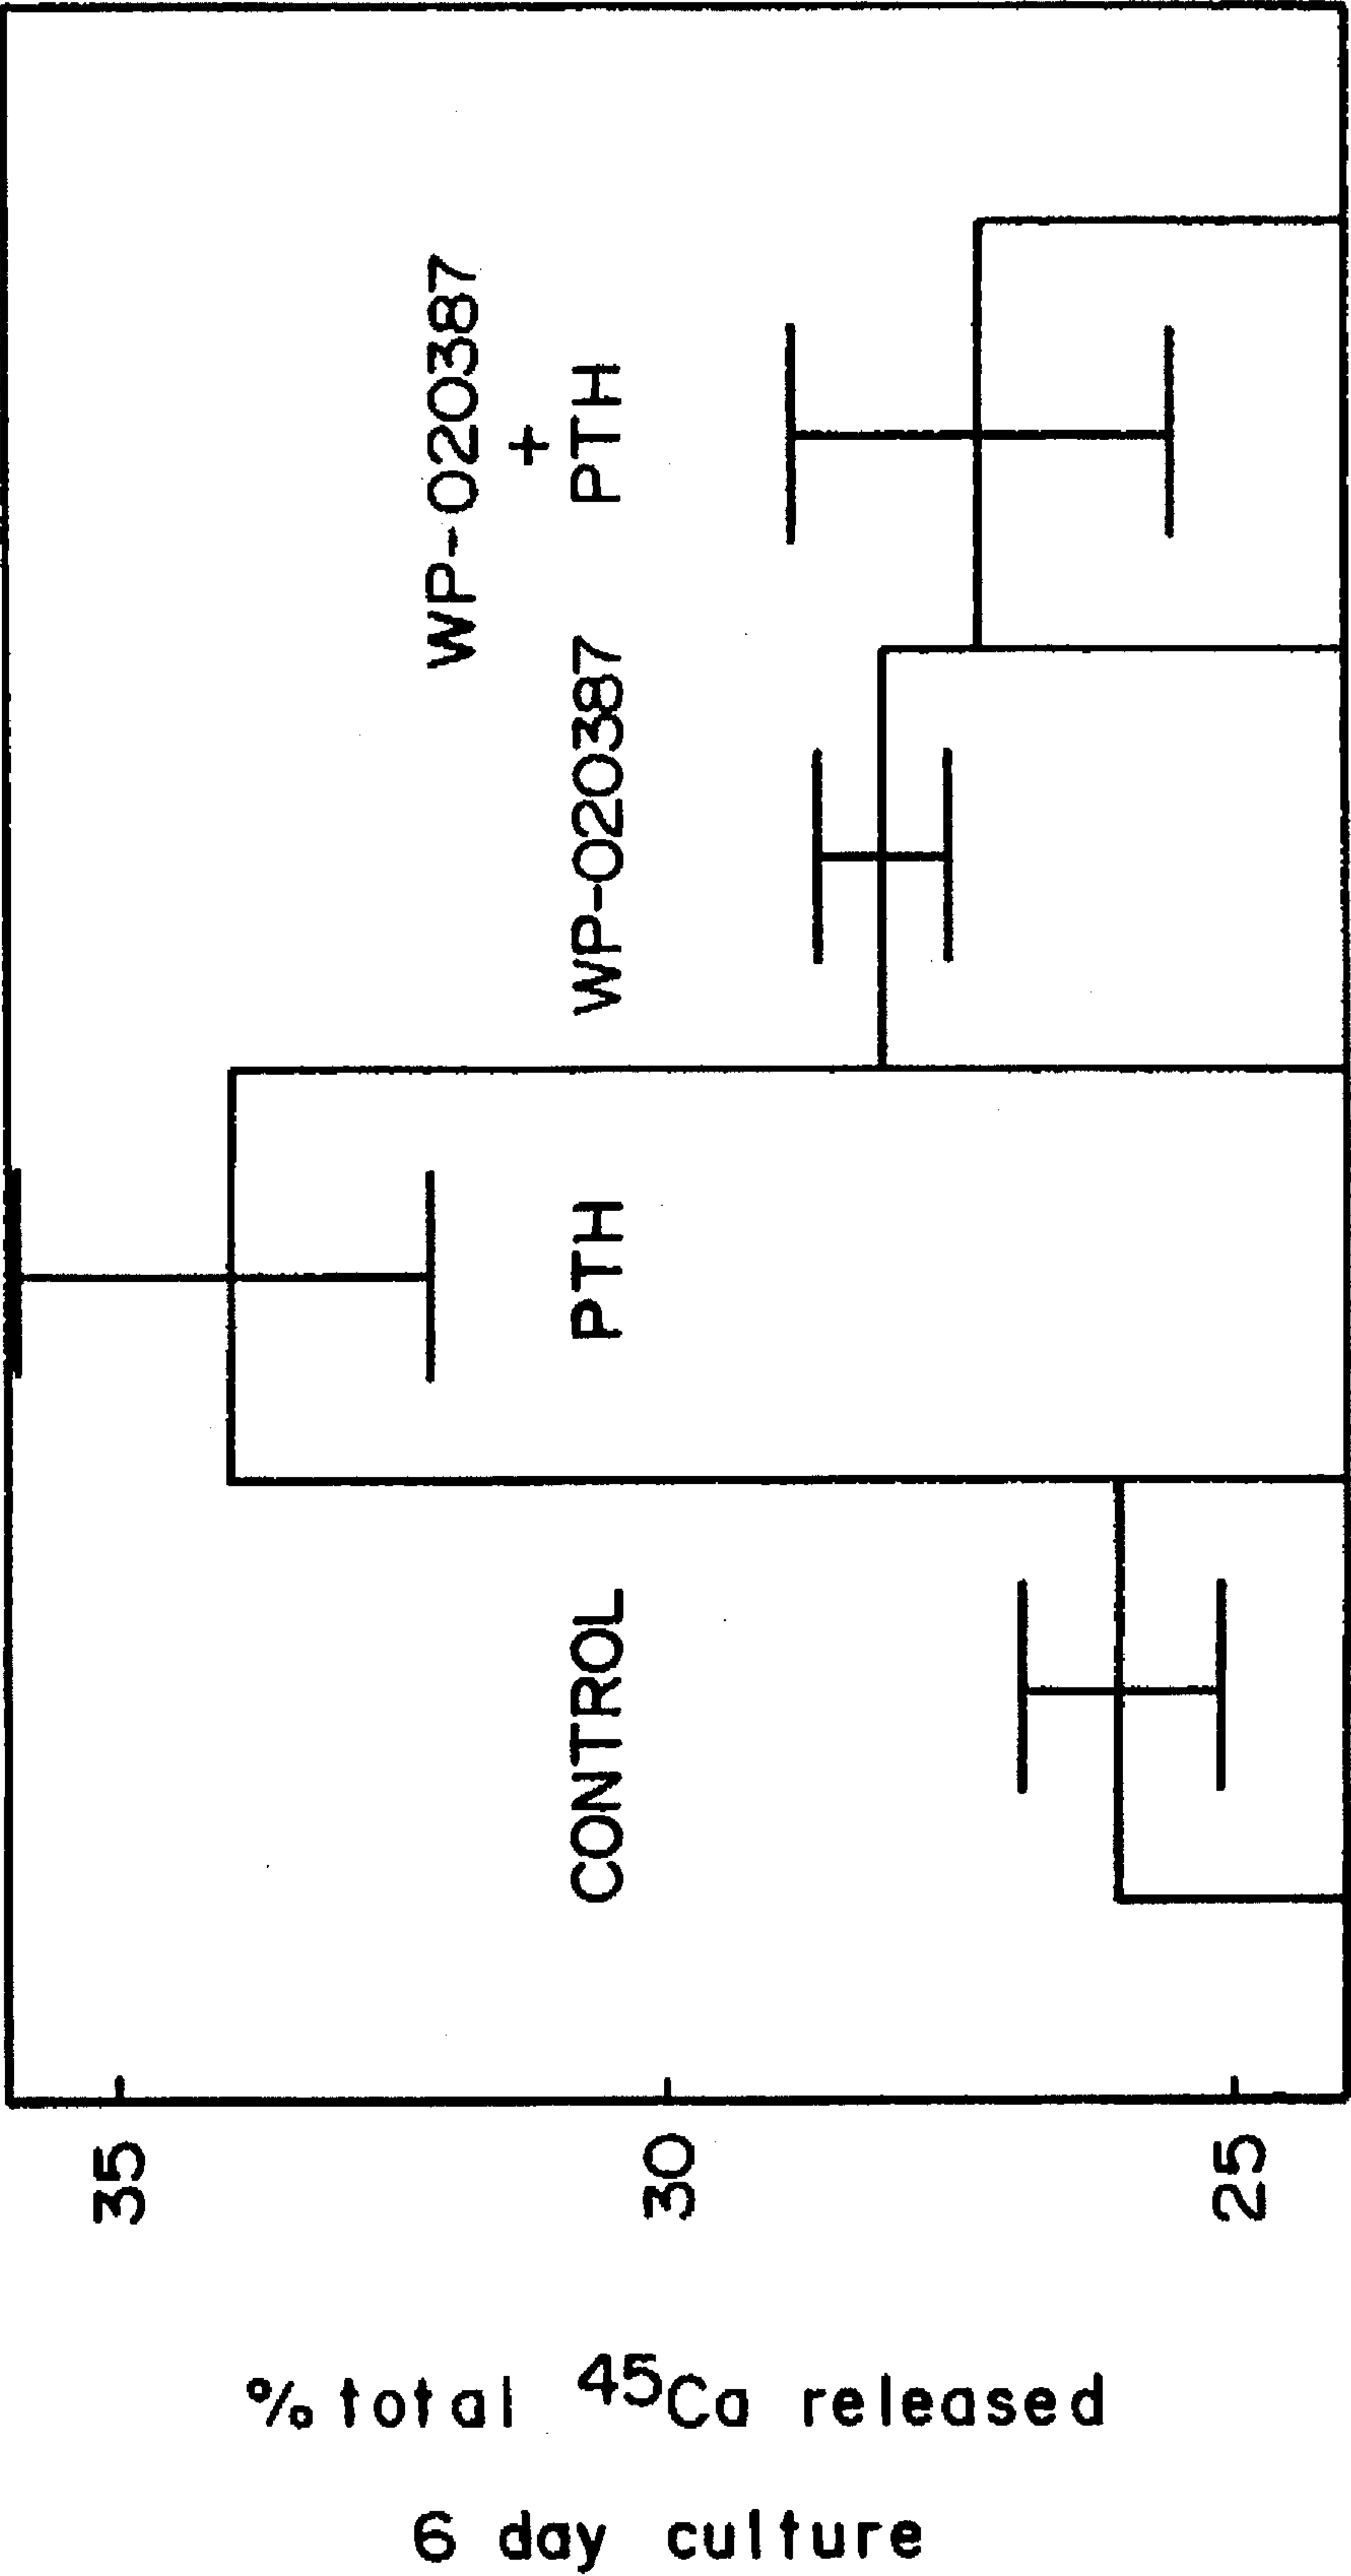 WP-020387
+
PTH
WP-020387
PTH
CONTROL
35
30
25
% total ⁴⁵Ca released
6 day culture